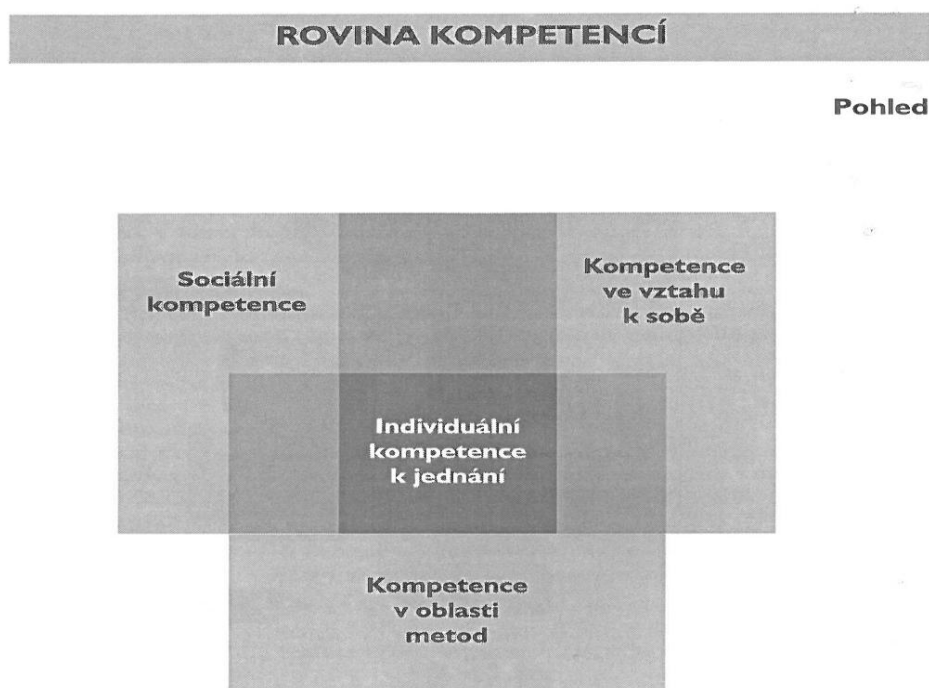 ROVINA KOMPETENCÍ
Pohled
Sociální
kompetence
Kompetence
ve vztahu
k sobě
Individuální
kompetence
k jednání
Kompetence
v oblasti
metod